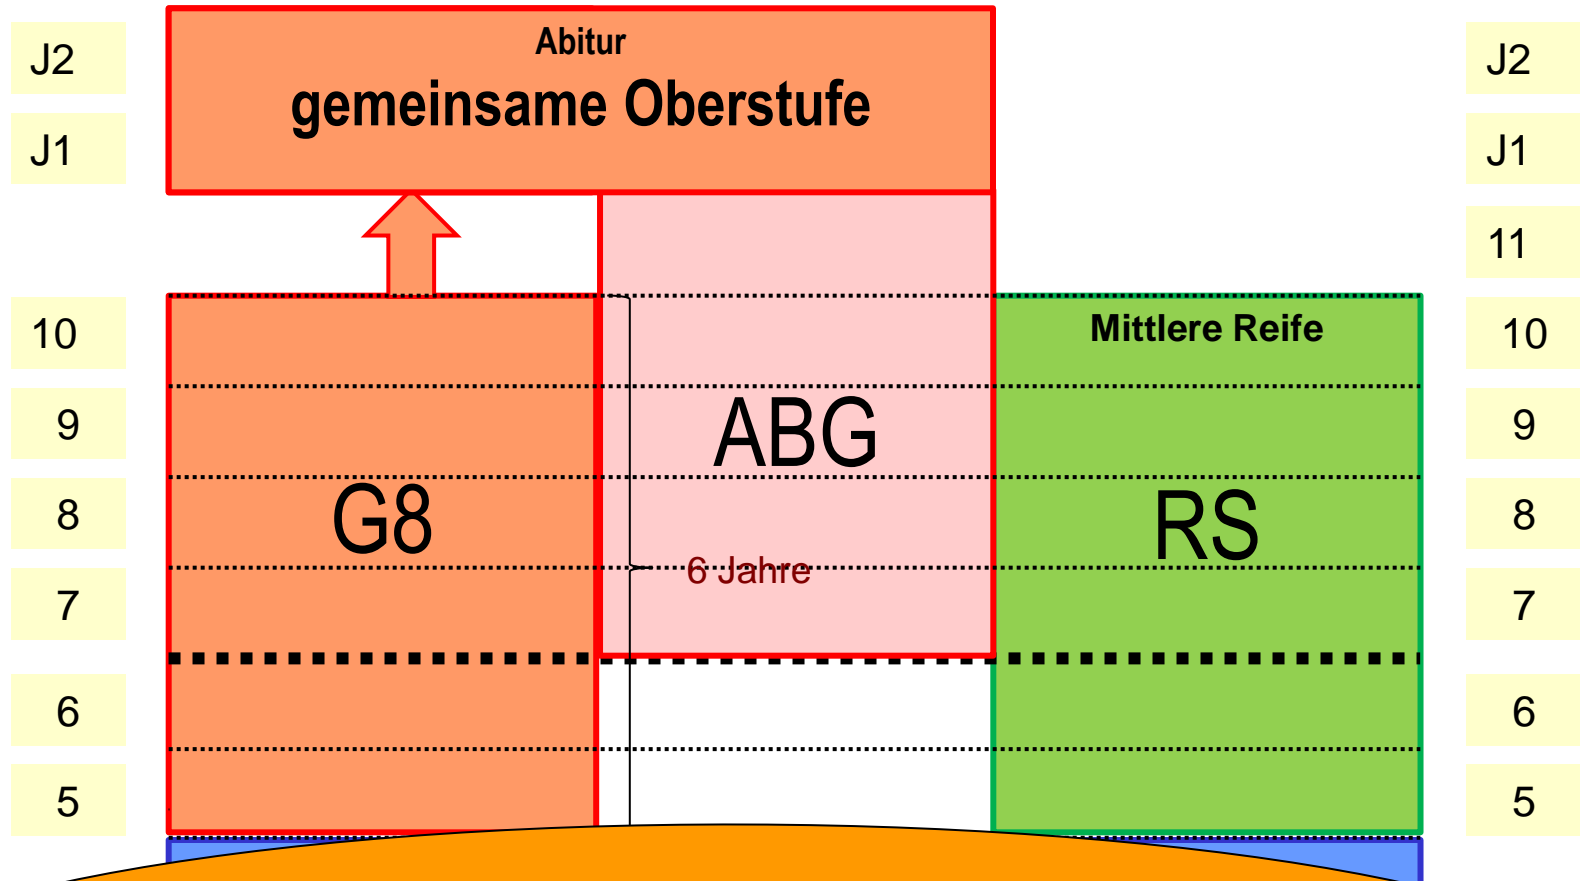 J2
Abitur
J2
gemeinsame Oberstufe
J1
J1
11
10
Mittlere Reife
10
9
ABG
9
8
G8
RS
8
6 Jahre
7
7
6
6
5
5